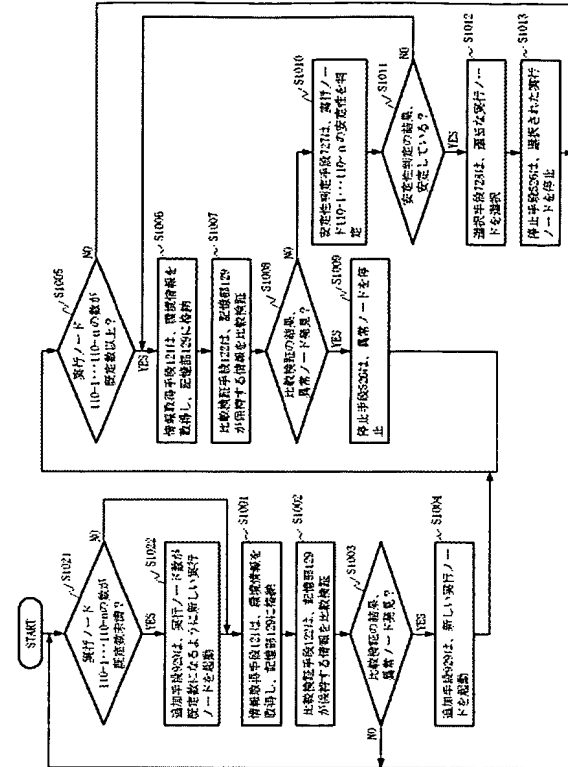 START
S1021
実行ノード
110-1・・・110-nの数が
既定数未満？
NO
YES
S1022
追加手段929は、実行ノード数が
既定数になるように新しい実行
ノードを起動
S1001
情報取得手段121は、環境情報を
取得し、記憶部129に格納
S1002
比較検証手段122は、記憶部129
が保持する情報を比較検証
S1003
比較検証の結果、
異常ノード発見？
NO
YES
S1004
追加手段929は、新しい実行ノー
ドを起動
S1005
実行ノード
110-1・・・110-nの数が
既定数以上？
NO
YES
S1006
情報取得手段121は、環境情報を
取得し、記憶部129に格納
S1007
比較検証手段122は、記憶部129
が保持する情報を比較検証
S1008
比較検証の結果、
異常ノード発見？
NO
YES
S1009
停止手段526は、異常ノードを停
止
S1010
安定性判定手段727は、実行ノー
ド110-1・・・110-nの安定性を判
定
S1011
安定性判定の結果、
安定している？
NO
YES
S1012
選択手段728は、適当な実行ノー
ドを選択
S1013
停止手段526は、選択された実行
ノードを停止